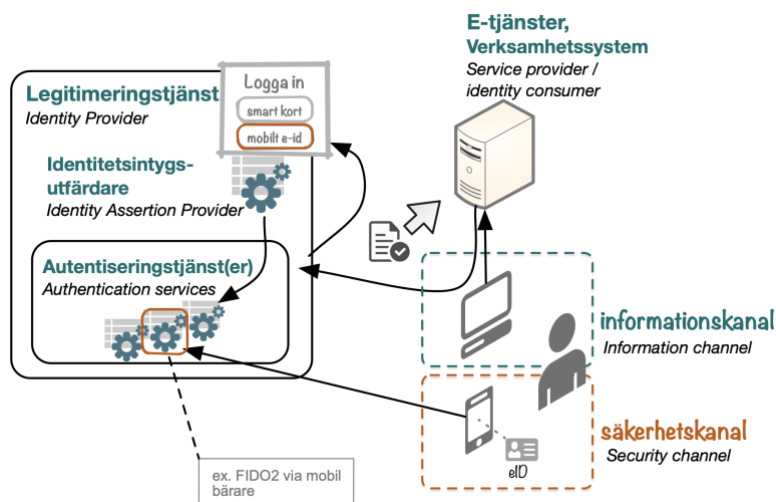 E-tjänster,
Verksamhetssystem
Service provider /
identity consumer
Logga in
smart kort
mobilt e-id
Legitimeringstjänst
Identity Provider
Identitetsintygs-
utfärdare
Identity Assertion Provider
Autentiseringstjänst(er)
Authentication services
informationskanal
Information channel
säkerhetskanal
Security channel
eID
ex. FIDO2 via mobil
bärare